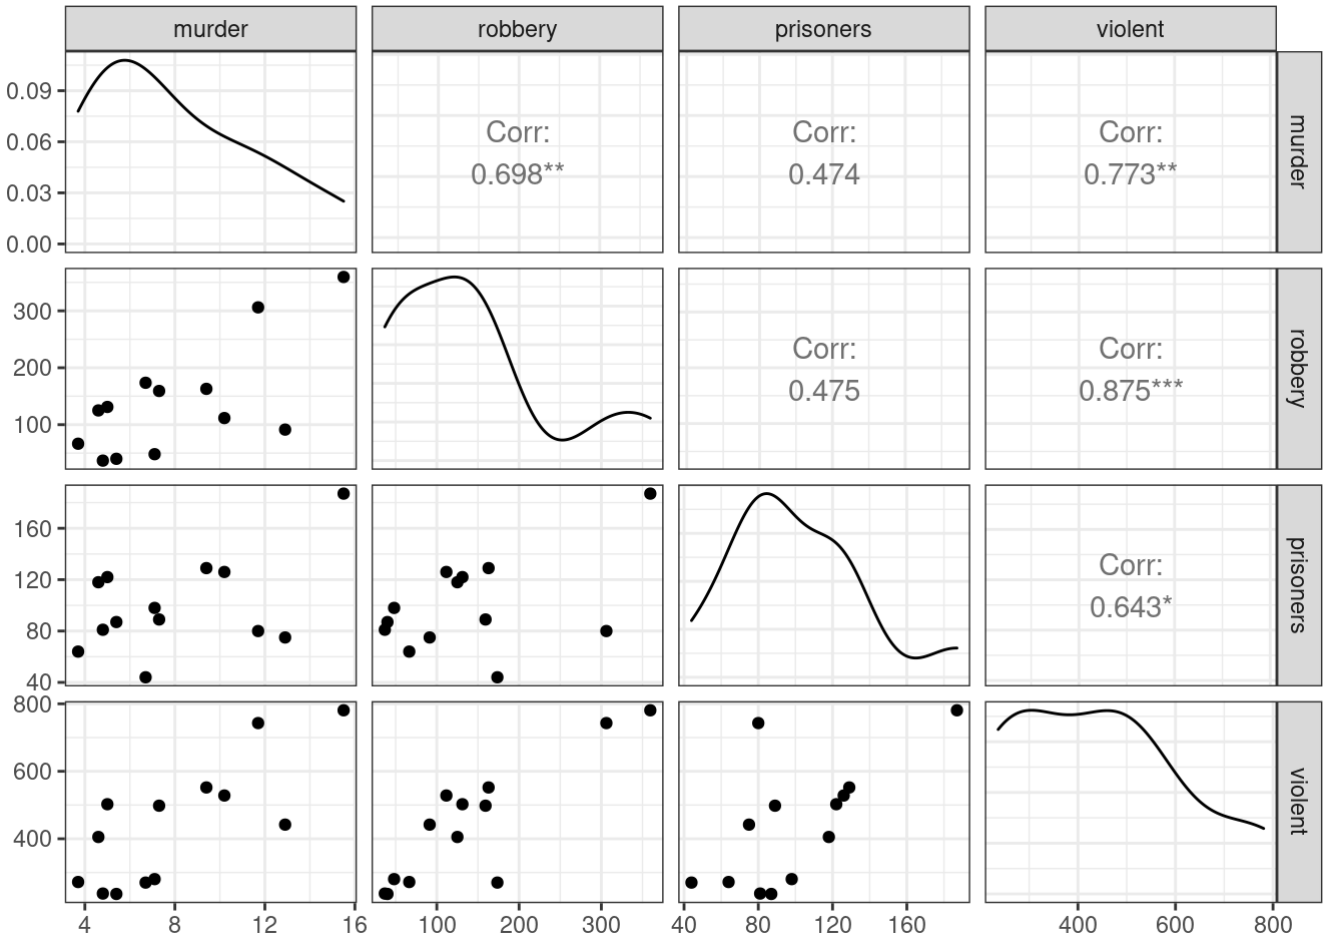 murder robbery prisoners violent
0.09
0.06
0.03
0.00
Corr:
0.698**
Corr:
0.474
Corr:
0.773**
murder
300
200
100
Corr:
0.475
Corr:
0.875***
robbery
160
120
80
40
Corr:
0.643*
prisoners
800
600
400
violent
4 8 12 16 100 200 300 40 80 120 160 400 600 800